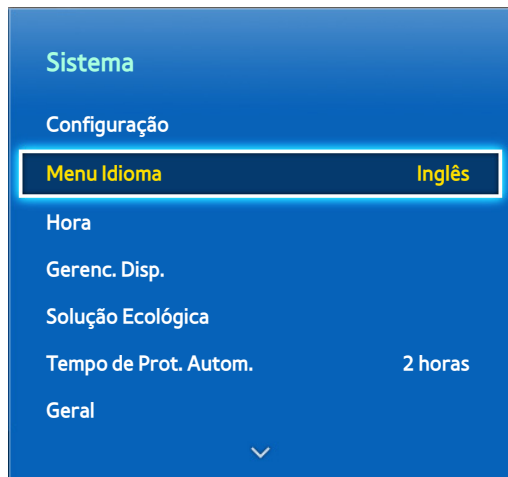 Sistema
Configuração
Menu Idioma Inglês
Hora
Gerenc. Disp.
Solução Ecológica
Tempo de Prot. Autom. 2 horas
Geral